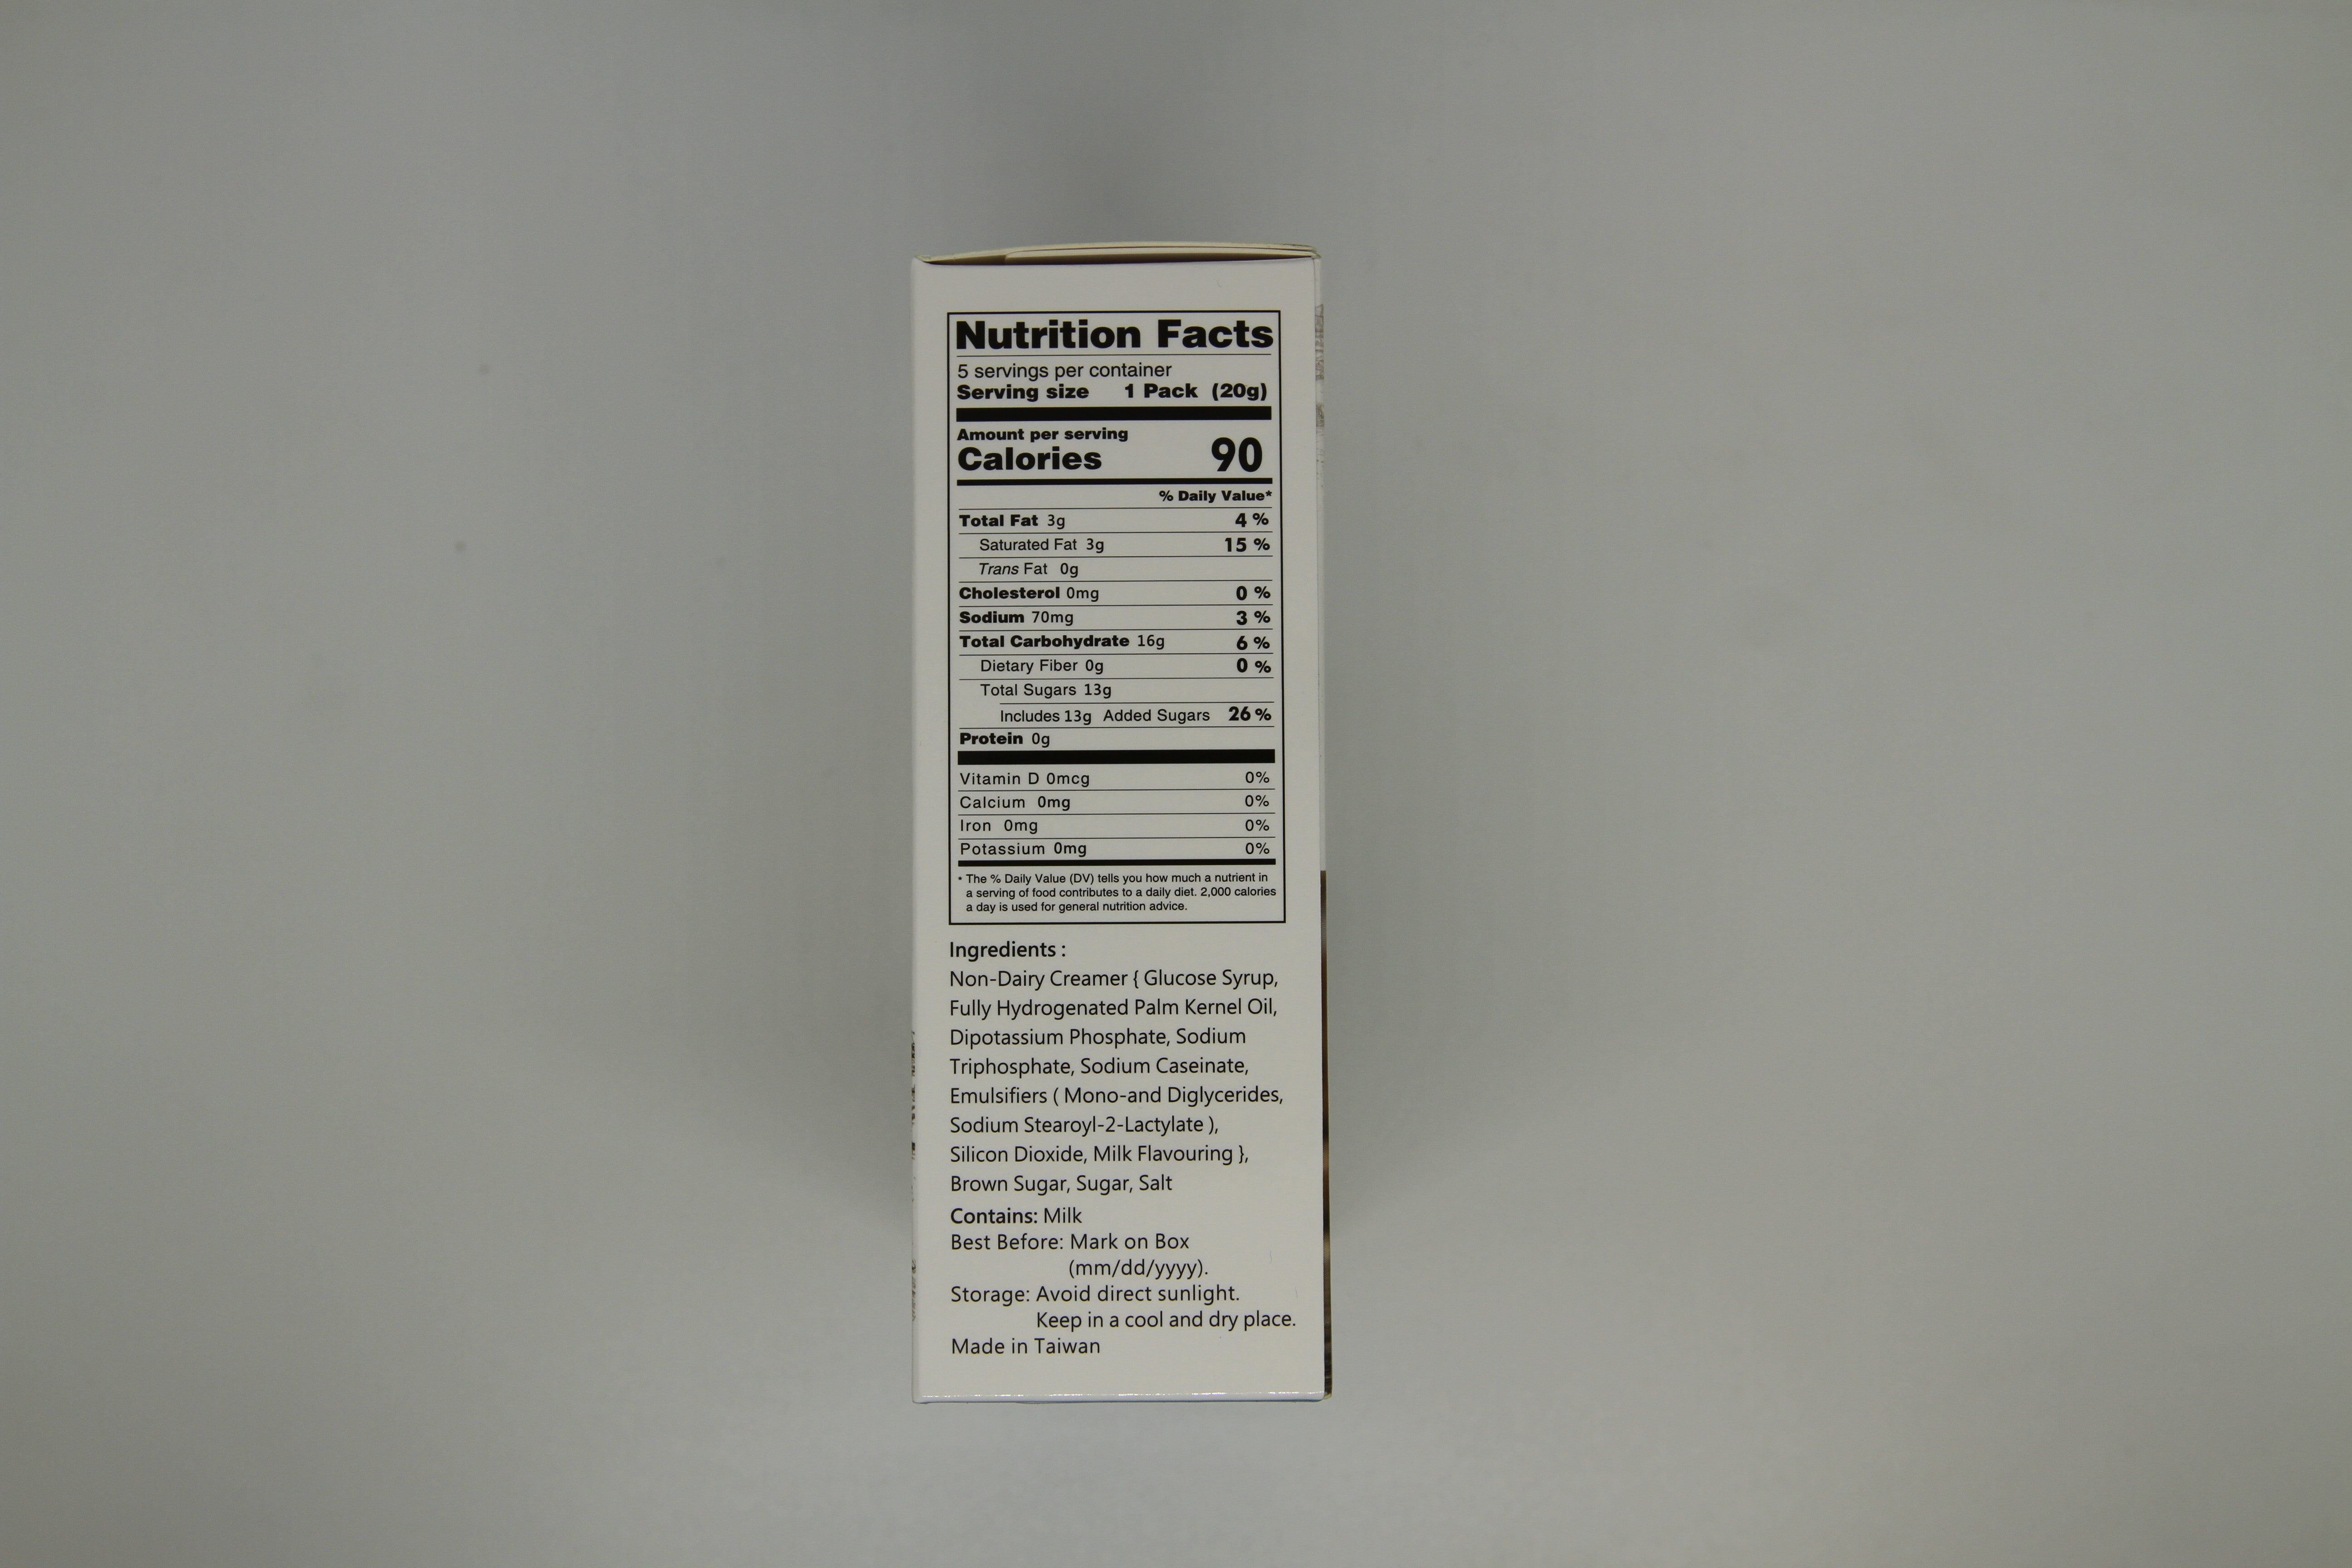 Nutrition Facts
5 servings per container
Serving size 1 Pack (20g)
Amount per serving
Calories 90
% Daily Value*
Total Fat 3g 4 %
Saturated Fat 3g 15 %
Trans Fat 0g
Cholesterol 0mg 0 %
Sodium 70mg 3 %
Total Carbohydrate 16g 6 %
Dietary Fiber 0g 0 %
Total Sugars 13g
Includes 13g Added Sugars 26 %
Protein 0g
Vitamin D 0mcg 0%
Calcium 0mg 0%
Iron 0mg 0%
Potassium 0mg 0%
* The % Daily Value (DV) tells you how much a nutrient in
a serving of food contributes to a daily diet. 2,000 calories
a day is used for general nutrition advice.
Ingredients :
Non-Dairy Creamer { Glucose Syrup,
Fully Hydrogenated Palm Kernel Oil,
Dipotassium Phosphate, Sodium
Triphosphate, Sodium Caseinate,
Emulsifiers ( Mono-and Diglycerides,
Sodium Stearoyl-2-Lactylate ),
Silicon Dioxide, Milk Flavouring },
Brown Sugar, Sugar, Salt
Contains: Milk
Best Before: Mark on Box
(mm/dd/yyyy).
Storage: Avoid direct sunlight.
Keep in a cool and dry place.
Made in Taiwan